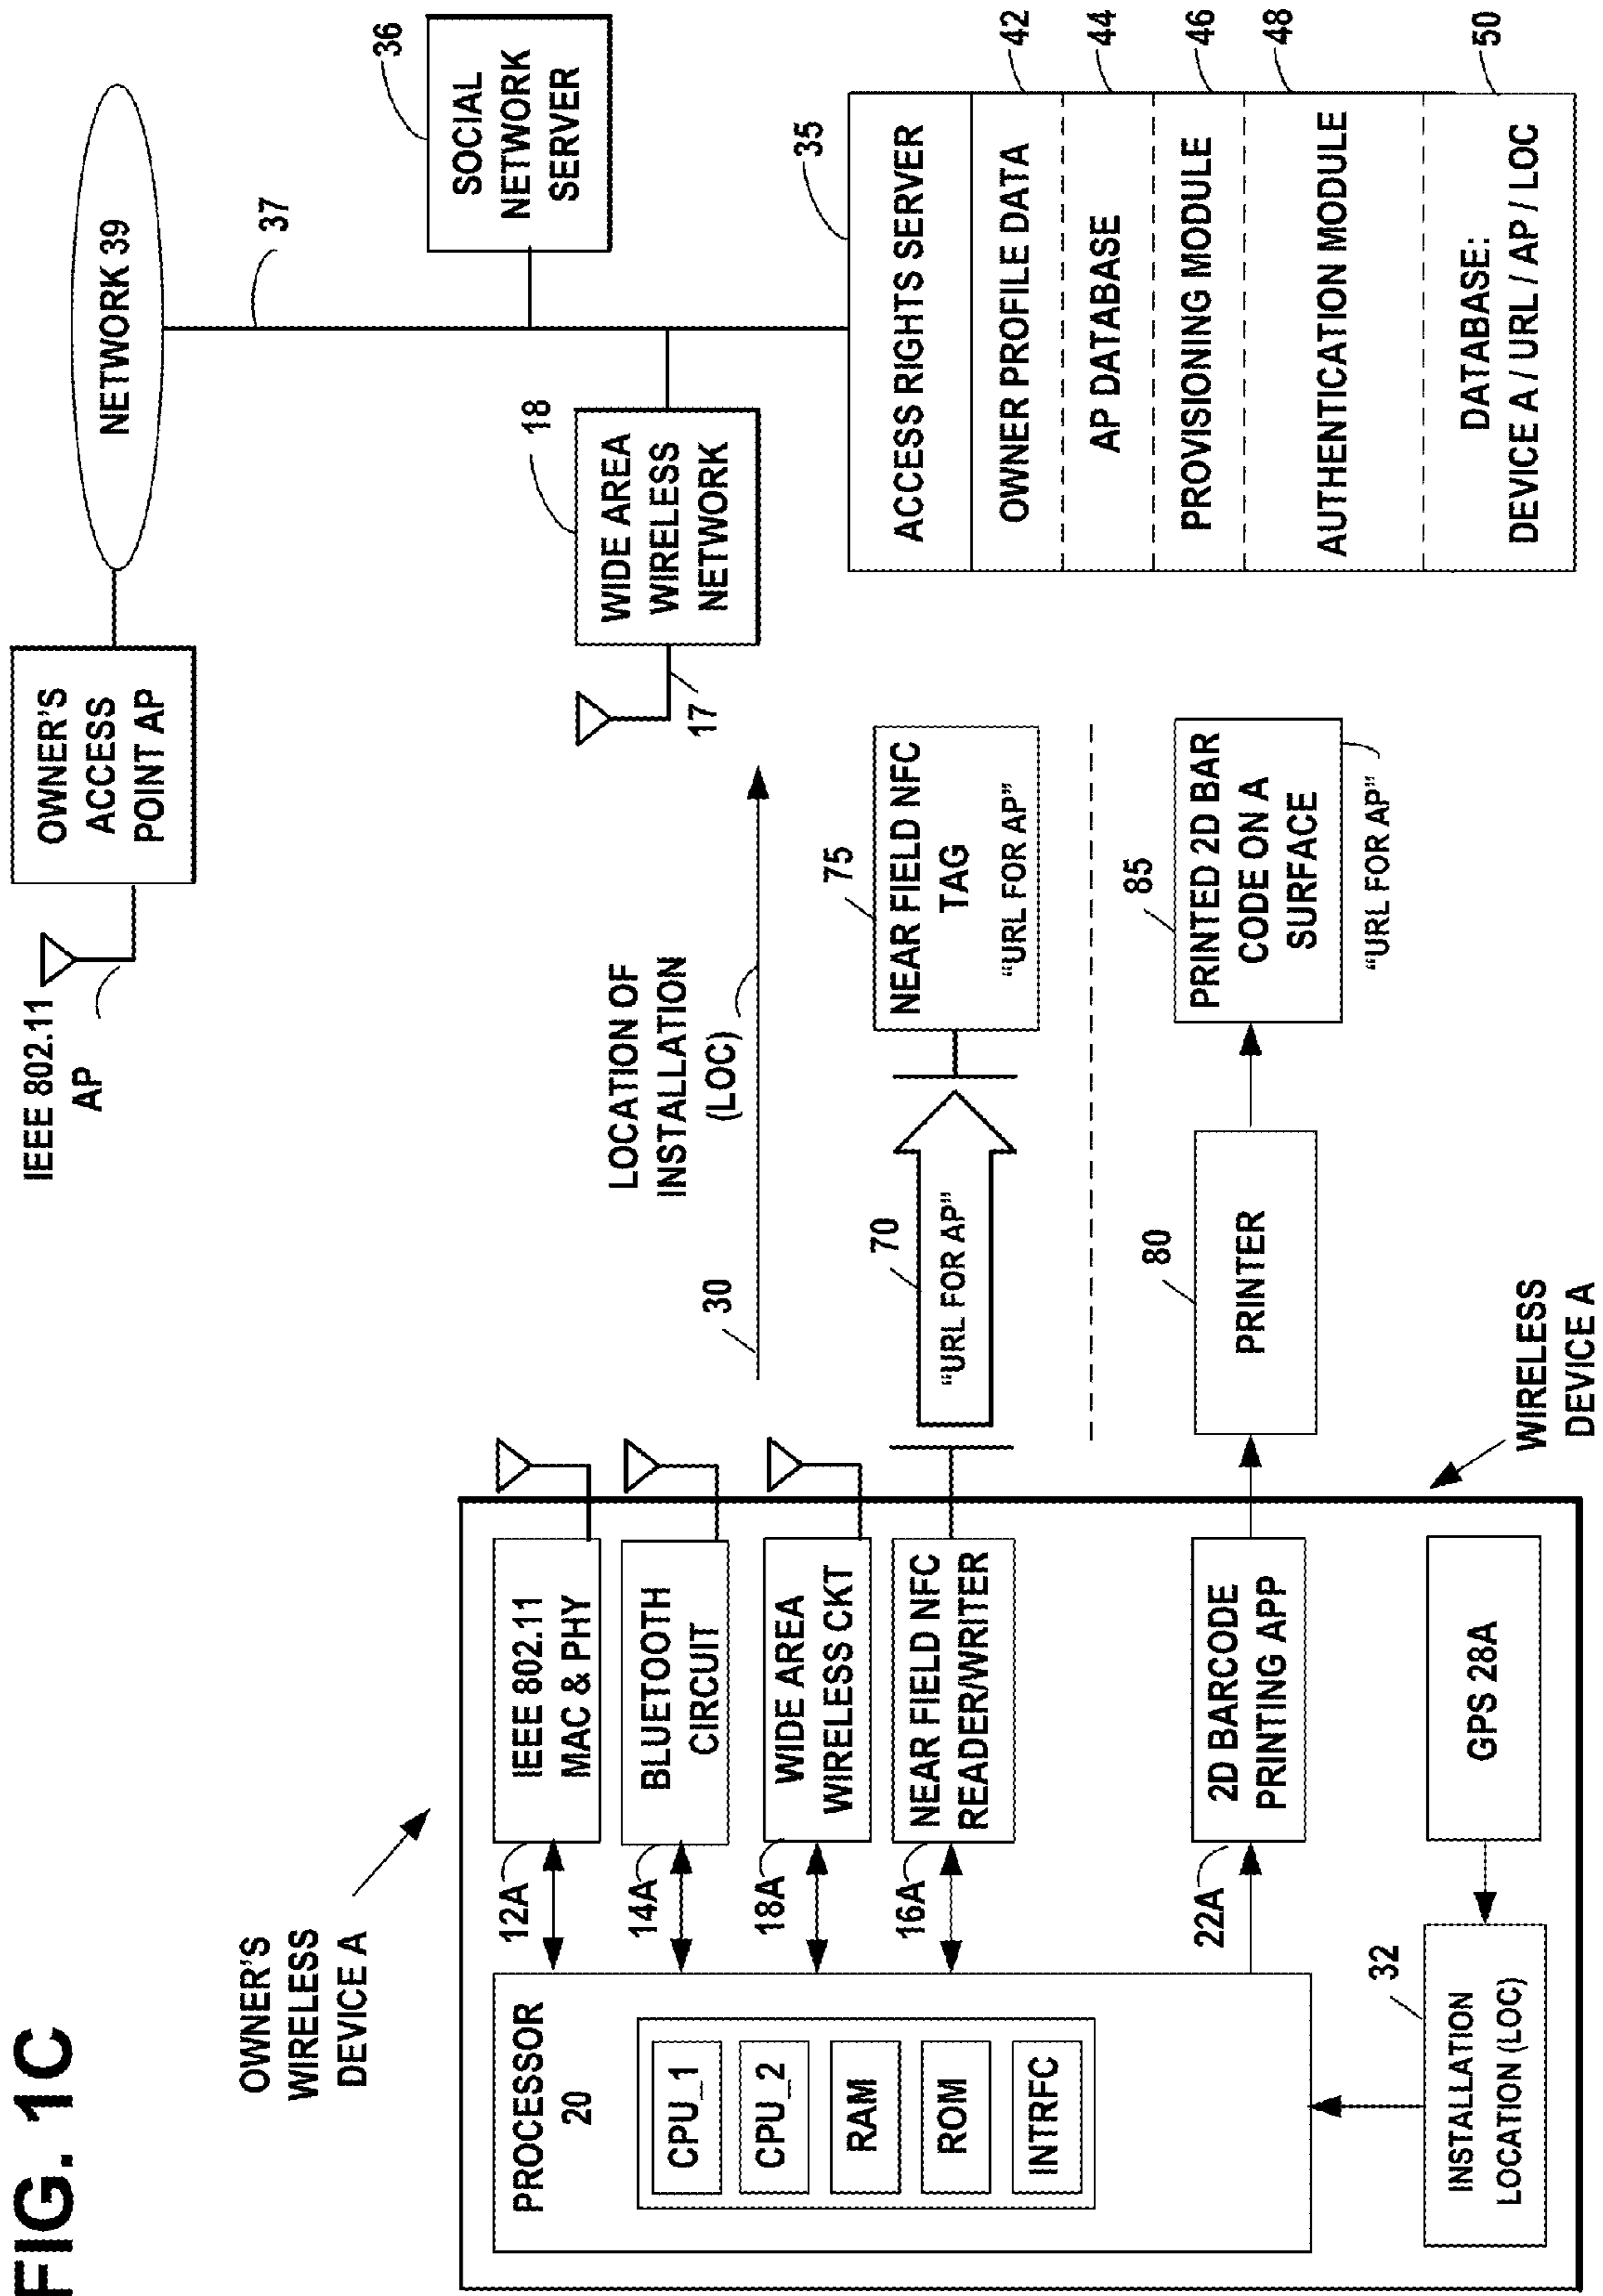 FIG. 1C
OWNER'S
WIRELESS
DEVICE A
PROCESSOR
20
CPU_1
CPU_2
RAM
ROM
INTRFC
12A
14A
18A
16A
22A
32
IEEE 802.11
MAC & PHY
BLUETOOTH
CIRCUIT
WIDE AREA
WIRELESS CKT
NEAR FIELD NFC
READER/WRITER
2D BARCODE
PRINTING APP
GPS 28A
INSTALLATION
LOCATION (LOC)
WIRELESS
DEVICE A
IEEE 802.11
AP
OWNER'S
ACCESS
POINT AP
NETWORK 39
37
LOCATION OF
INSTALLATION
(LOC)
30
70
"URL FOR AP"
75
NEAR FIELD NFC
TAG
"URL FOR AP"
80
PRINTER
85
PRINTED 2D BAR
CODE ON A
SURFACE
"URL FOR AP"
17
18
WIDE AREA
WIRELESS
NETWORK
36
SOCIAL
NETWORK
SERVER
35
ACCESS RIGHTS SERVER
OWNER PROFILE DATA
42
AP DATABASE
44
PROVISIONING MODULE
46
AUTHENTICATION MODULE
48
DATABASE:
DEVICE A / URL / AP / LOC
50